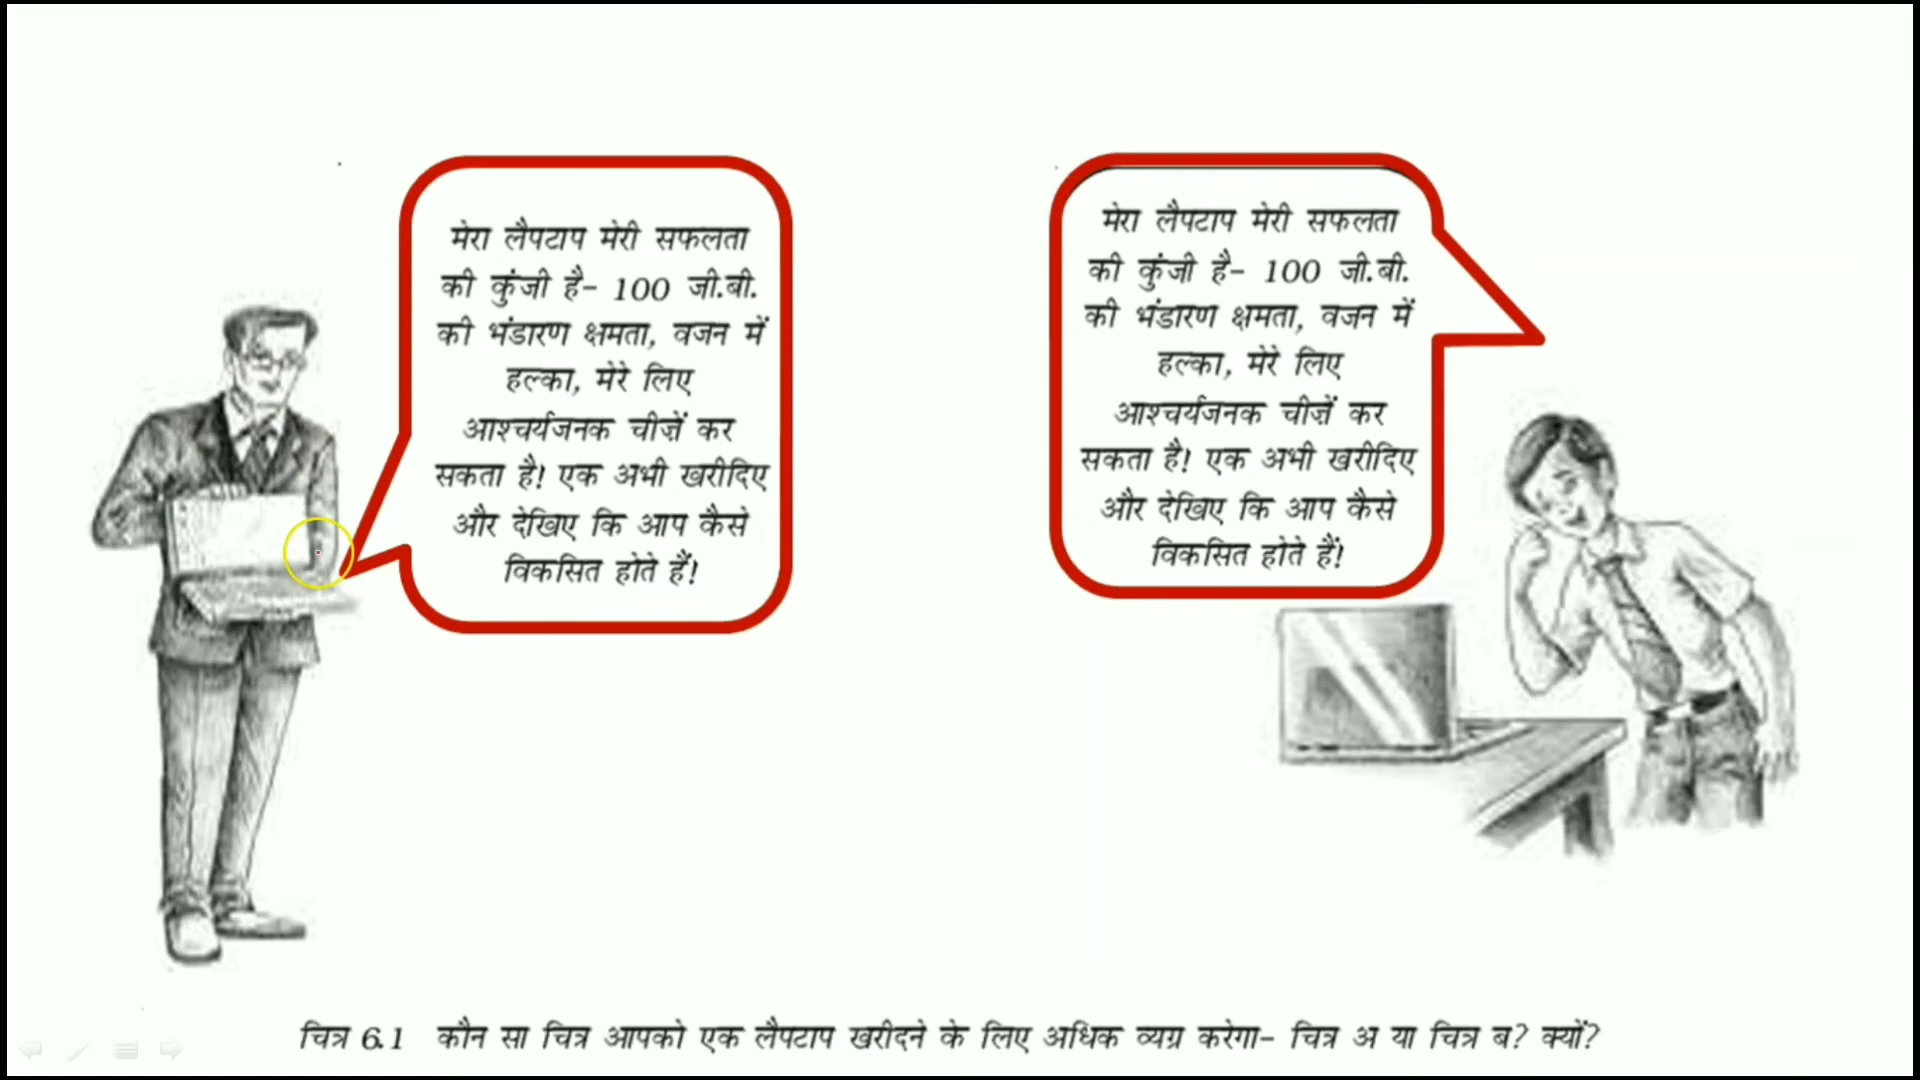 मेरा लैपटाप मेरी सफलता
की कुंजी है- 100 जी.बी.
की भंडारण क्षमता, वजन में
हल्का, मेरे लिए
आश्चर्यजनक चीज़ें कर
सकता है! एक अभी खरीदिए
और देखिए कि आप कैसे
विकसित होते हैं!
मेरा लैपटाप मेरी सफलता
की कुंजी है- 100 जी.बी.
की भंडारण क्षमता, वजन में
हल्का, मेरे लिए
आश्चर्यजनक चीज़ें कर
सकता है! एक अभी खरीदिए
और देखिए कि आप कैसे
विकसित होते हैं!
चित्र 6.1 कौन सा चित्र आपको एक लैपटाप खरीदने के लिए अधिक व्यग्र करेगा- चित्र अ या चित्र ब? क्यों?